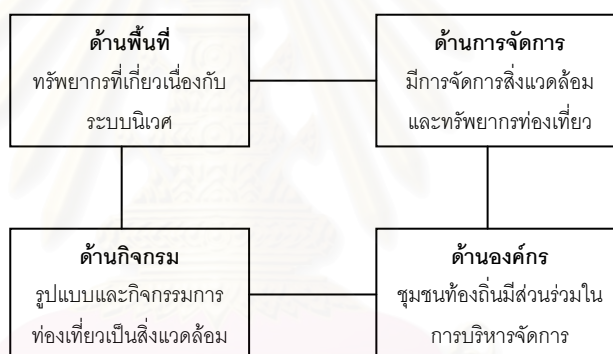 ด้านพื้นที่
ทรัพยากรที่เกี่ยวเนื่องกับ
ระบบนิเวศ
ด้านการจัดการ
มีการจัดการสิ่งแวดล้อม
และทรัพยากรท่องเที่ยว
ด้านกิจกรม
รูปแบบและกิจกรรมการ
ท่องเที่ยวเป็นสิ่งแวดล้อม
ด้านองค์กร
ชุมชนท้องถิ่นมีส่วนร่วมใน
การบริหารจัดการ